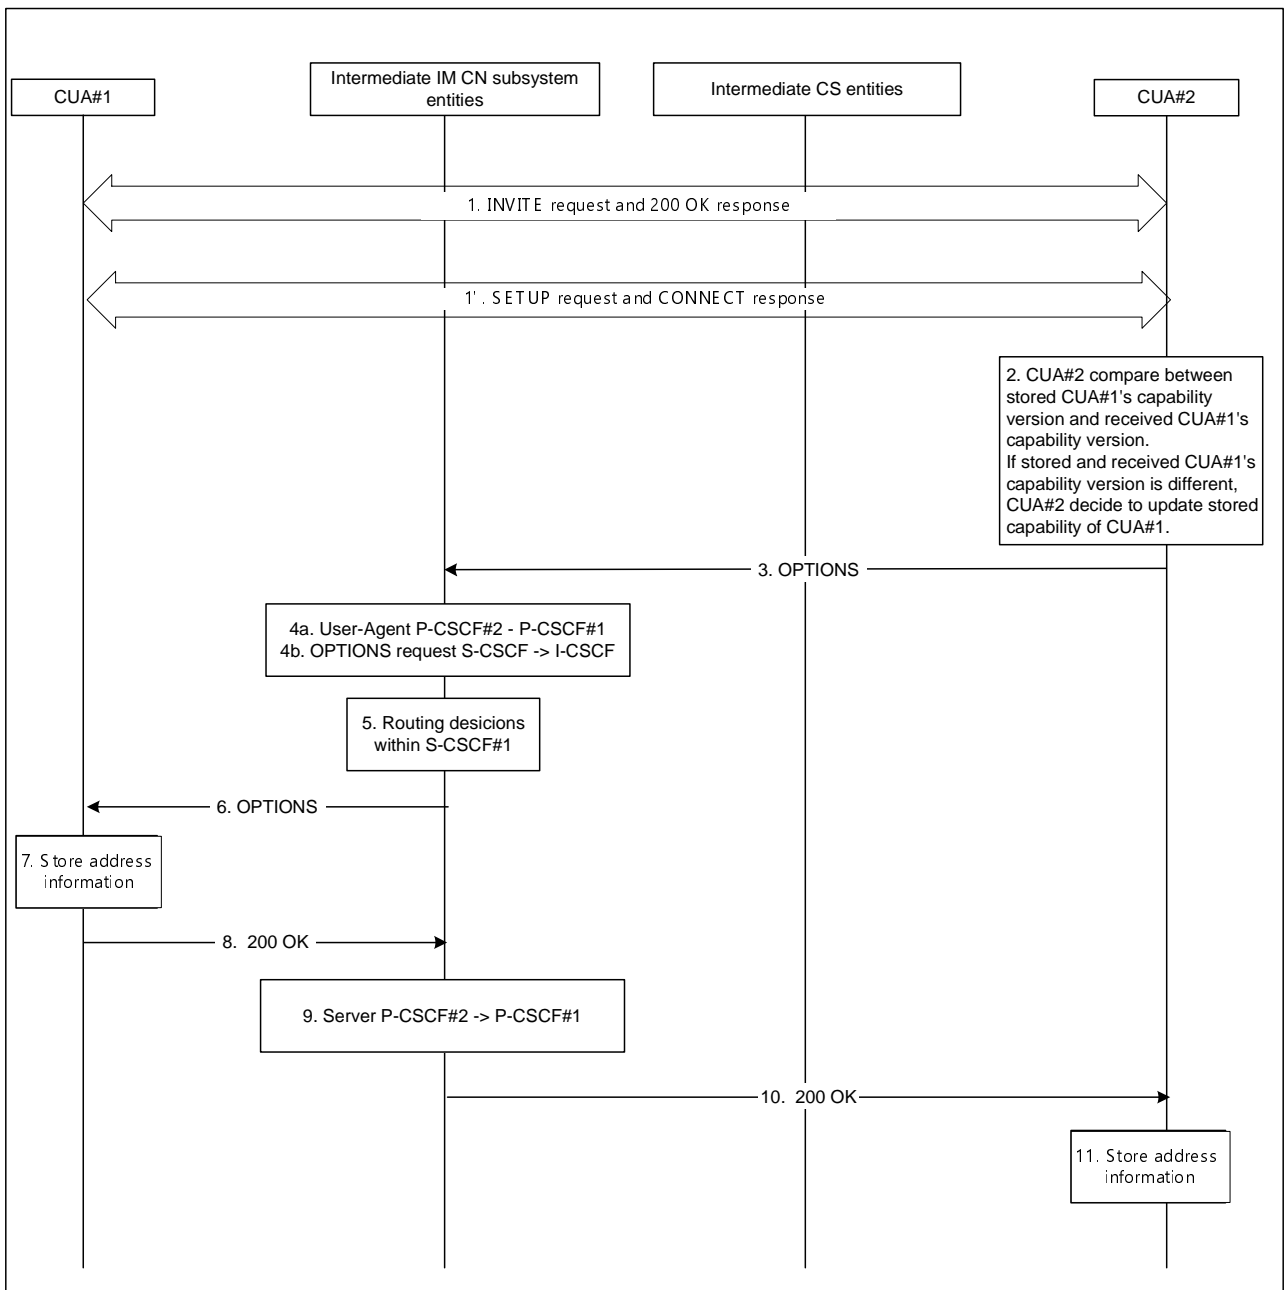 CUA#1
Intermediate IM CN subsystem
entities
Intermediate CS entities
CUA#2
1. INVITE request and 200 OK response
1'. SETUP request and CONNECT response
2. CUA#2 compare between
stored CUA#1's capability
version and received CUA#1's
capability version.
If stored and received CUA#1's
capability version is different,
CUA#2 decide to update stored
capability of CUA#1.
3. OPTIONS
4a. User-Agent P-CSCF#2 - P-CSCF#1
4b. OPTIONS request S-CSCF -> I-CSCF
5. Routing desicions
within S-CSCF#1
6. OPTIONS
7. Store address
information
8. 200 OK
9. Server P-CSCF#2 -> P-CSCF#1
10. 200 OK
11. Store address
information